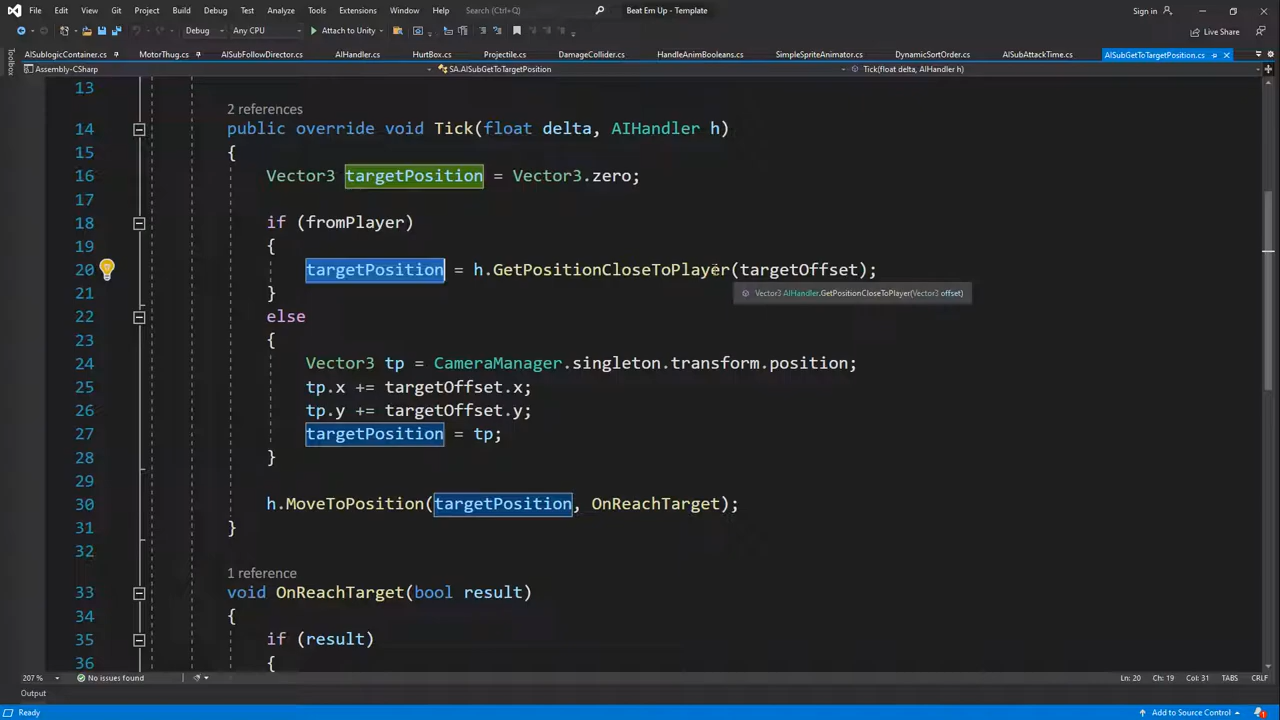 File Edit View Git Project Build Debug Test Analyze Tools Extensions Window Help Search (Ctrl+Q) Beat Em Up - Template Sign in
Debug Any CPU Attach to Unity Live Share
AISublogicContainer.cs MotorThug.cs AISubFollowDirector.cs AIHandler.cs HurtBox.cs Projectile.cs DamageCollider.cs HandleAnimBooleans.cs SimpleSpriteAnimator.cs DynamicSortOrder.cs AISubAttackTime.cs AISubGetToTargetPosition.cs
Toolbox
Assembly-CSharp SA.AISubGetToTargetPosition Tick(float delta, AIHandler h)
13
2 references
14 public override void Tick(float delta, AIHandler h)
15 {
16 Vector3 targetPosition = Vector3.zero;
17
18 if (fromPlayer)
19 {
20 targetPosition = h.GetPositionCloseToPlayer(targetOffset);
Vector3 AIHandler.GetPositionCloseToPlayer(Vector3 offset)
21 }
22 else
23 {
24 Vector3 tp = CameraManager.singleton.transform.position;
25 tp.x += targetOffset.x;
26 tp.y += targetOffset.y;
27 targetPosition = tp;
28 }
29
30 h.MoveToPosition(targetPosition, OnReachTarget);
31 }
32
1 reference
33 void OnReachTarget(bool result)
34 {
35 if (result)
36 {
207 % No issues found Ln: 20 Ch: 19 Col: 31 TABS CRLF
Output
Ready Add to Source Control